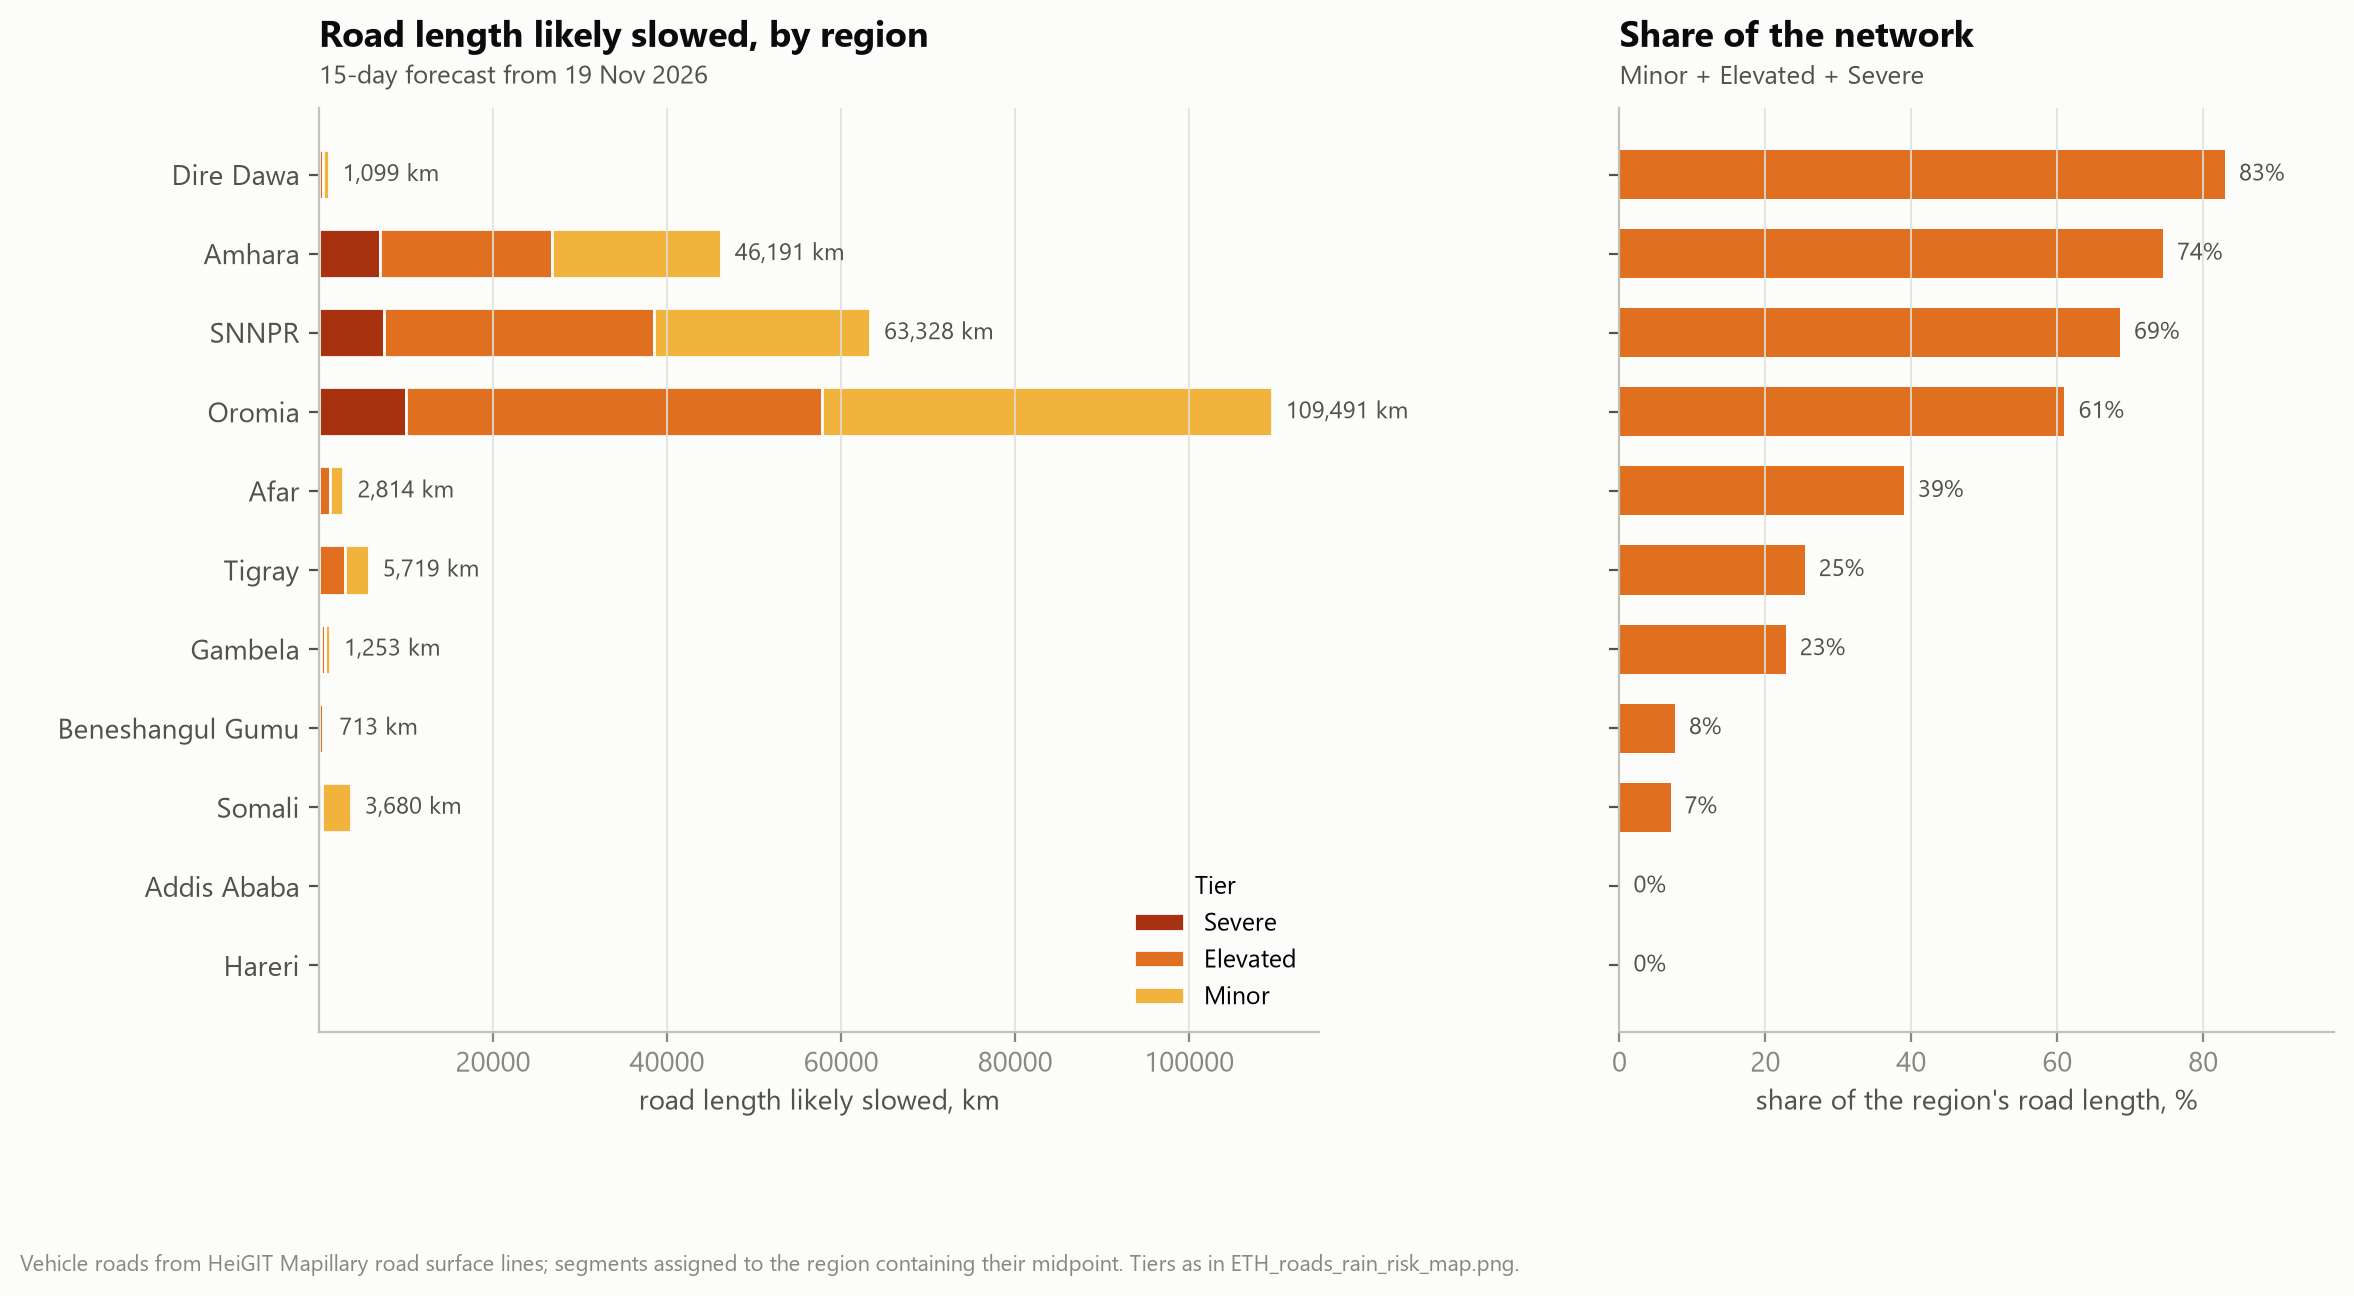 Road length likely slowed, by region
15-day forecast from 19 Nov 2026
Dire Dawa 1,099 km
Amhara 46,191 km
SNNPR 63,328 km
Oromia 109,491 km
Afar 2,814 km
Tigray 5,719 km
Gambela 1,253 km
Beneshangul Gumu 713 km
Somali 3,680 km
Addis Ababa
Hareri
Tier
Severe
Elevated
Minor
20000 40000 60000 80000 100000
road length likely slowed, km
Share of the network
Minor + Elevated + Severe
83%
74%
69%
61%
39%
25%
23%
8%
7%
0%
0%
0 20 40 60 80
share of the region's road length, %
Vehicle roads from HeiGIT Mapillary road surface lines; segments assigned to the region containing their midpoint. Tiers as in ETH_roads_rain_risk_map.png.